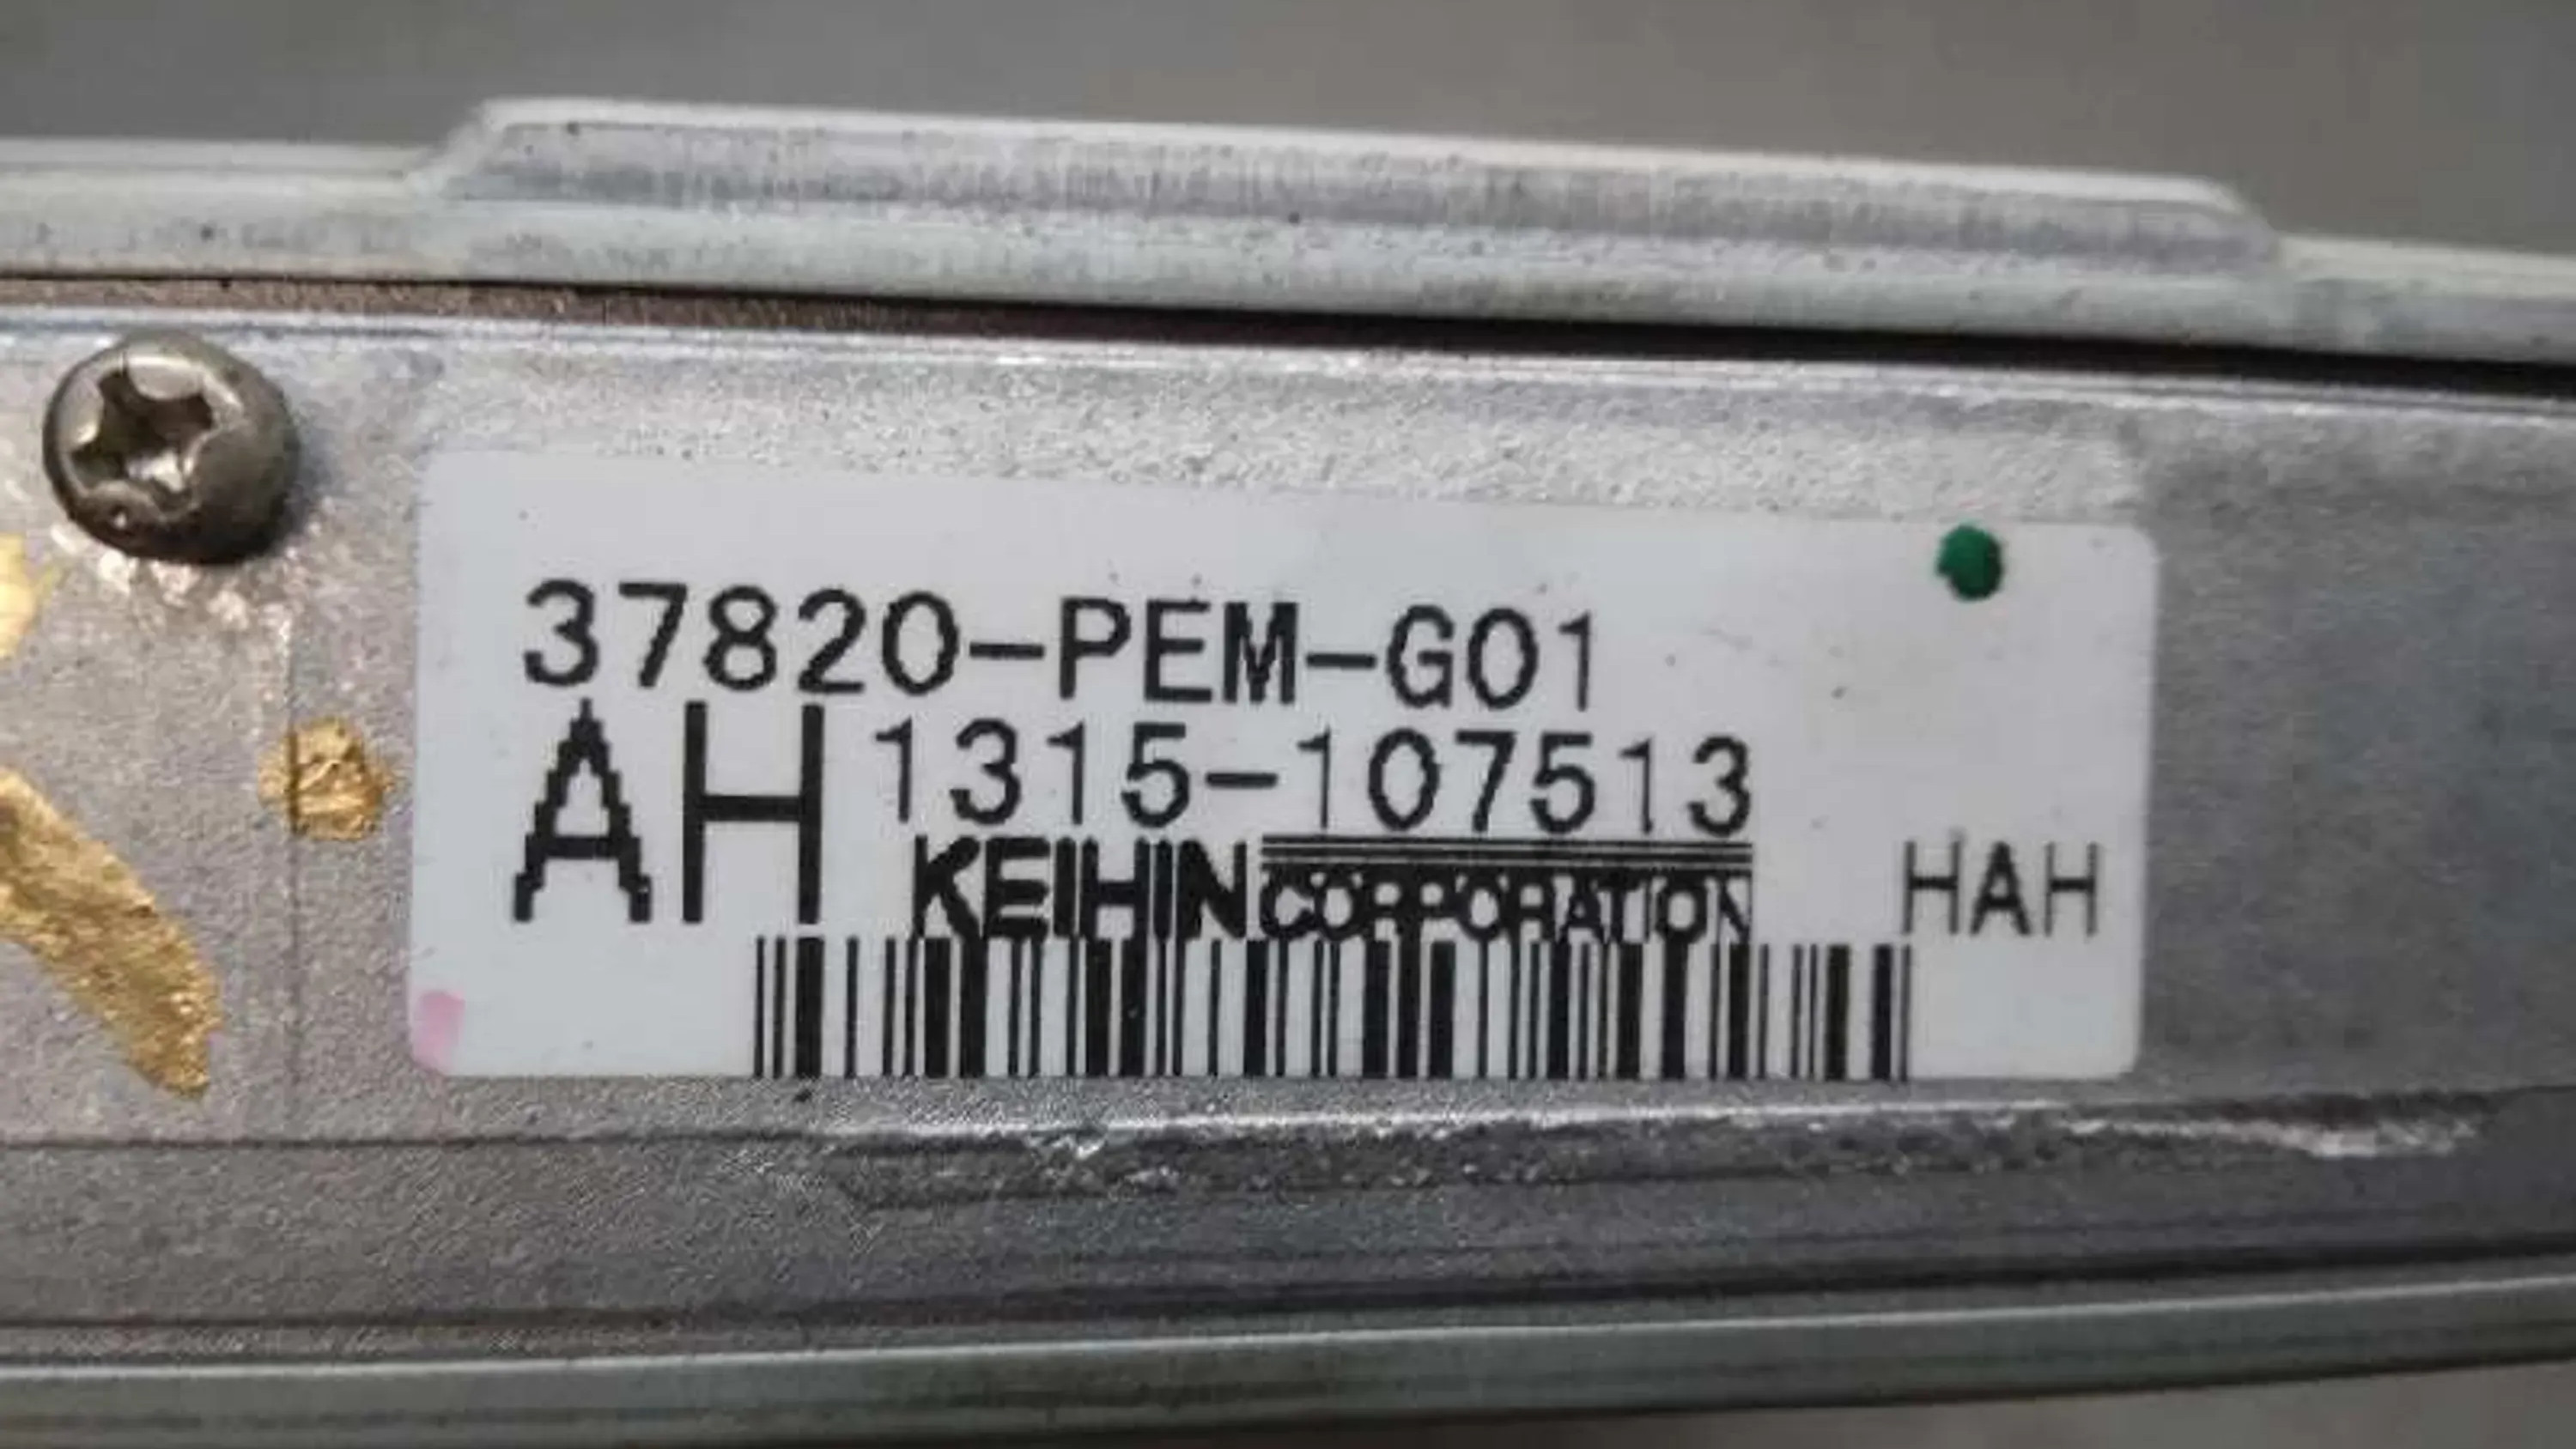 37820-PEM-G01
AH 1315-107513
KEIHIN CORPORATION HAH